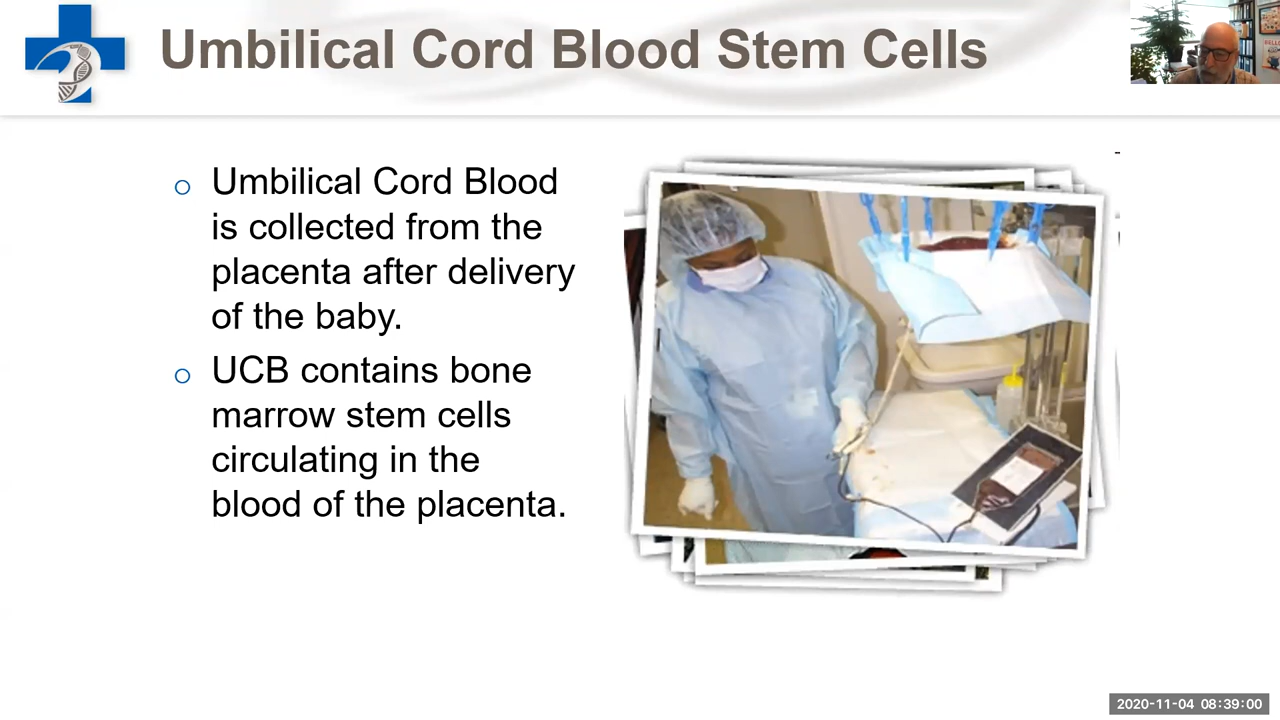 Umbilical Cord Blood Stem Cells
Umbilical Cord Blood
is collected from the
placenta after delivery
of the baby.
UCB contains bone
marrow stem cells
circulating in the
blood of the placenta.
2020-11-04 08:39:00